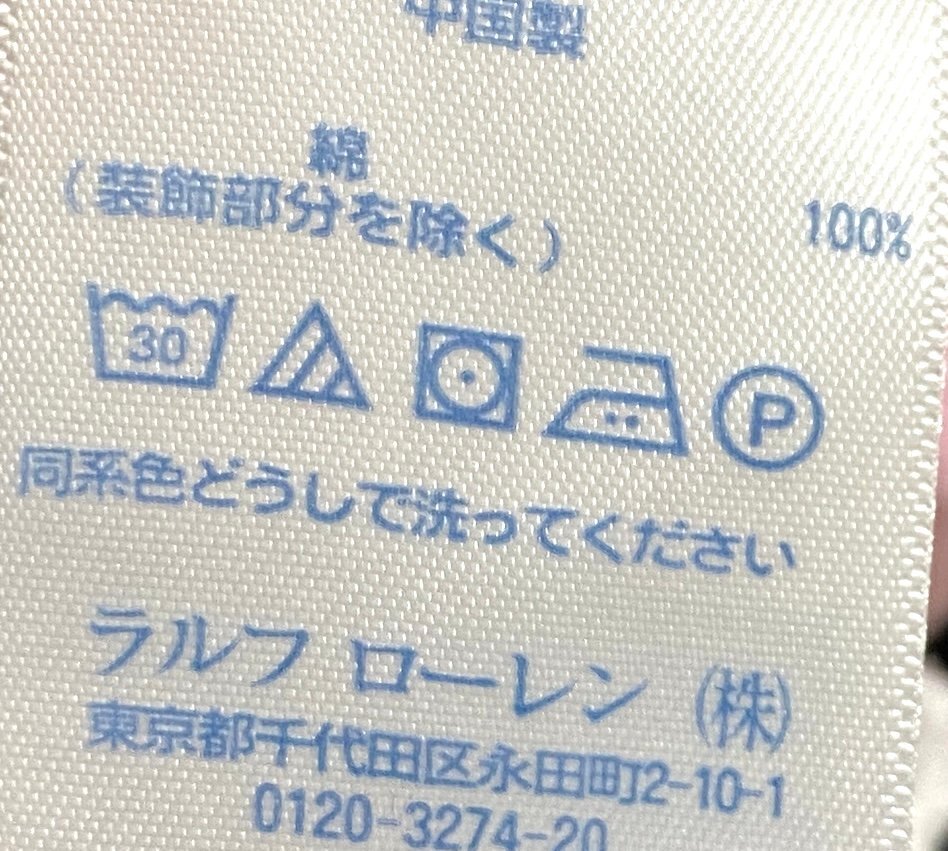 中国製
綿
(装飾部分を除く)
100%
30
P
同系色どうしで洗ってください
ラルフ ローレン (株)
東京都千代田区永田町2-10-1
0120-3274-20